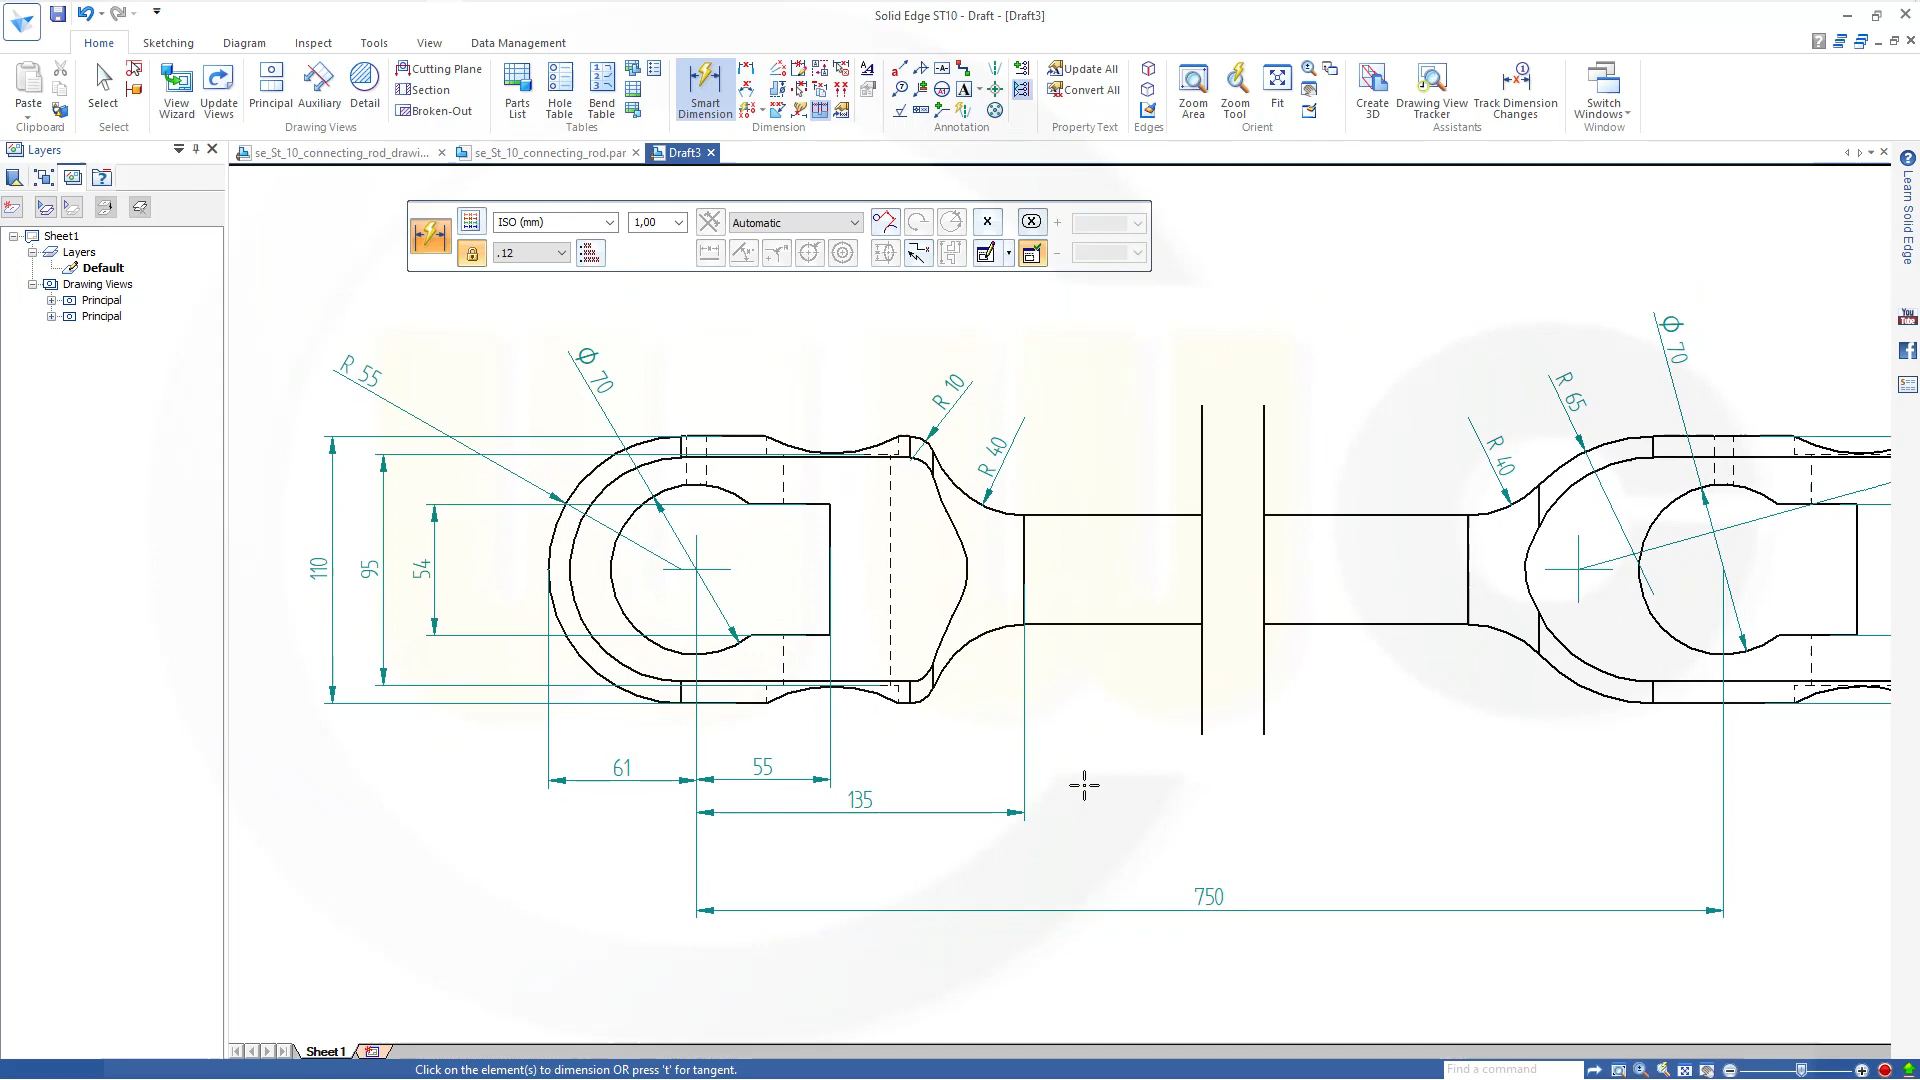 Solid Edge ST10 - Draft - [Draft3]
Home Sketching Diagram Inspect Tools View Data Management
Paste
Clipboard
Select
Select
View Wizard
Update Views
Principal
Auxiliary
Detail
Cutting Plane
Section
Broken-Out
Drawing Views
Parts List
Hole Table
Bend Table
Tables
Smart Dimension
Dimension
Annotation
Update All
Convert All
Property Text
Edges
Zoom Area
Zoom Tool
Fit
Orient
Create 3D
Drawing View Tracker
Track Dimension Changes
Assistants
Switch Windows
Window
Layers
se_St_10_connecting_rod_drawi...
se_St_10_connecting_rod.par
Draft3
Sheet1
Layers
Default
Drawing Views
Principal
Principal
ISO (mm)
1,00
Automatic
.12
Learn Solid Edge
You Tube
R 55
Ø 70
R 10
R 40
R 40
R 65
Ø 70
110
95
54
61
55
135
750
Sheet 1
Click on the element(s) to dimension OR press 't' for tangent.
Find a command